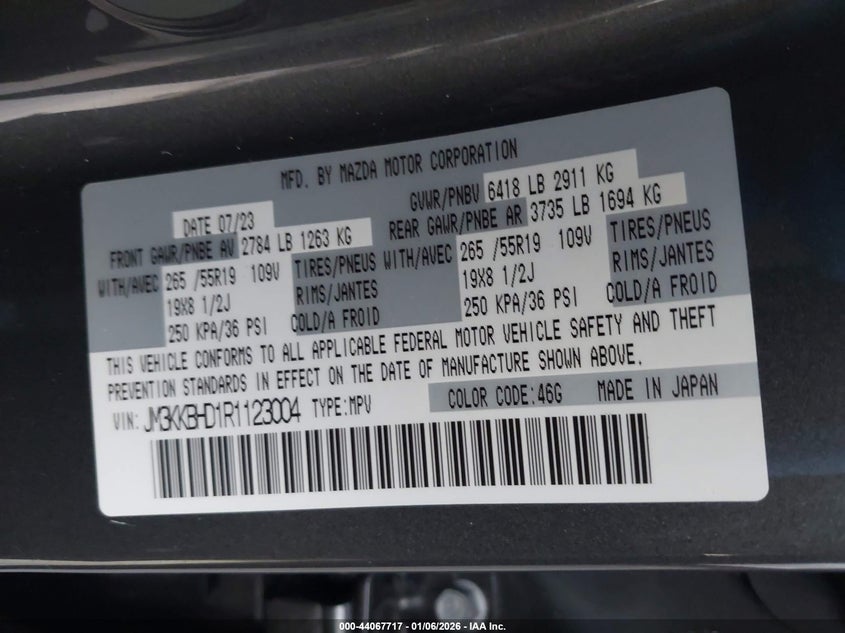 MFD. BY MAZDA MOTOR CORPORATION
DATE 07/23 GVWR/PNBV 6418 LB 2911 KG
FRONT GAWR/PNBE AV 2784 LB 1263 KG REAR GAWR/PNBE AR 3735 LB 1694 KG
WITH/AVEC 265 /55R19 109V TIRES/PNEUS WITH/AVEC 265 /55R19 109V TIRES/PNEUS
19X8 1/2J RIMS/JANTES 19X8 1/2J RIMS/JANTES
250 KPA/36 PSI COLD/A FROID 250 KPA/36 PSI COLD/A FROID
THIS VEHICLE CONFORMS TO ALL APPLICABLE FEDERAL MOTOR VEHICLE SAFETY AND THEFT
PREVENTION STANDARDS IN EFFECT ON THE DATE OF MANUFACTURE SHOWN ABOVE.
VIN: JM3KKBHD1R1123004 TYPE:MPV COLOR CODE:46G MADE IN JAPAN
000-44067717 - 01/06/2026 - IAA Inc.